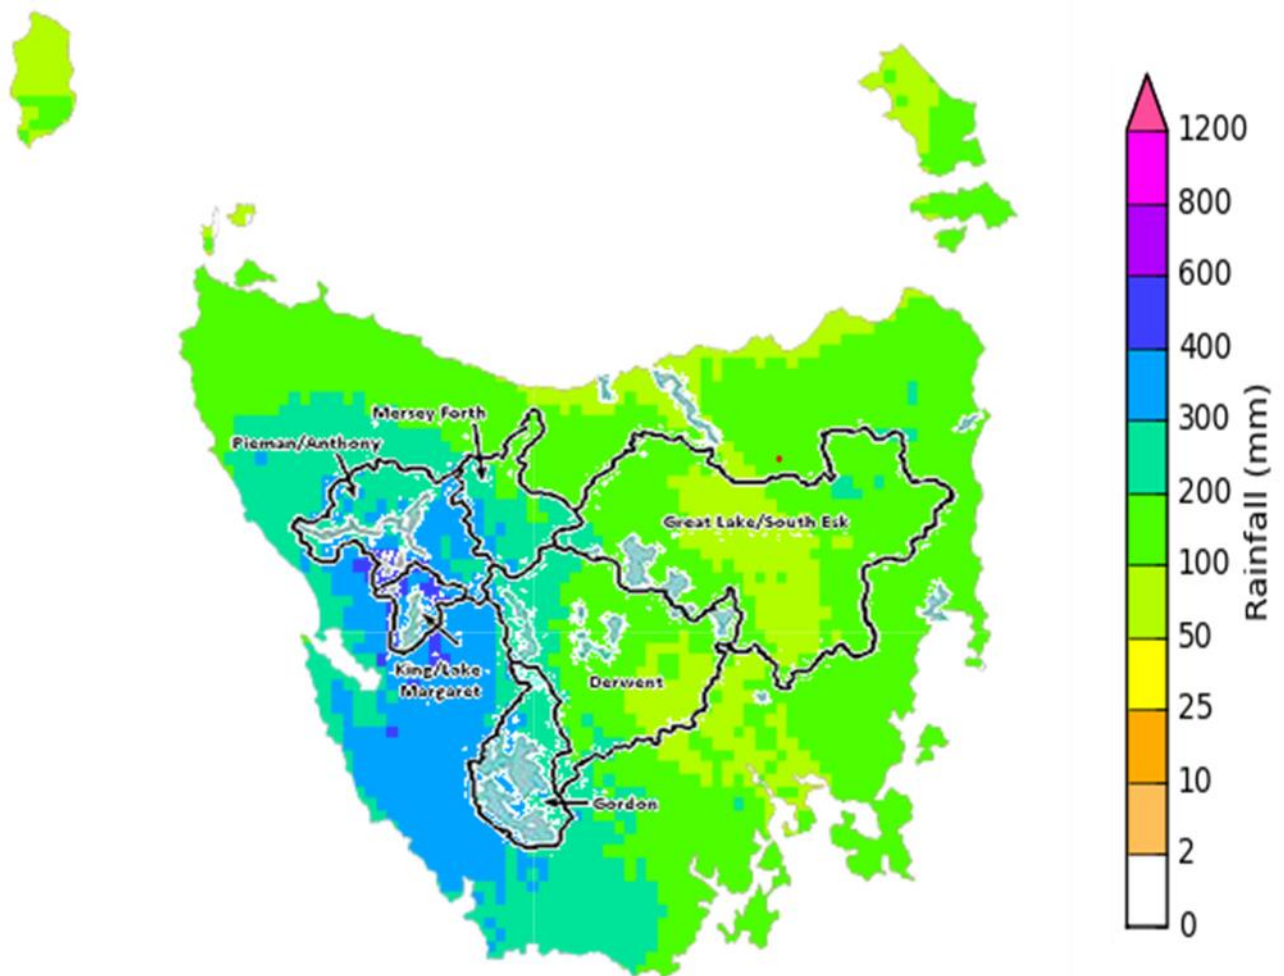 1200
800
600
400
300
200
100
50
25
10
2
0
Rainfall (mm)
Mersey Forth
Pieman/Anthony
Great Lake/South Esk
King/Lake
Margaret
Derwent
Gordon